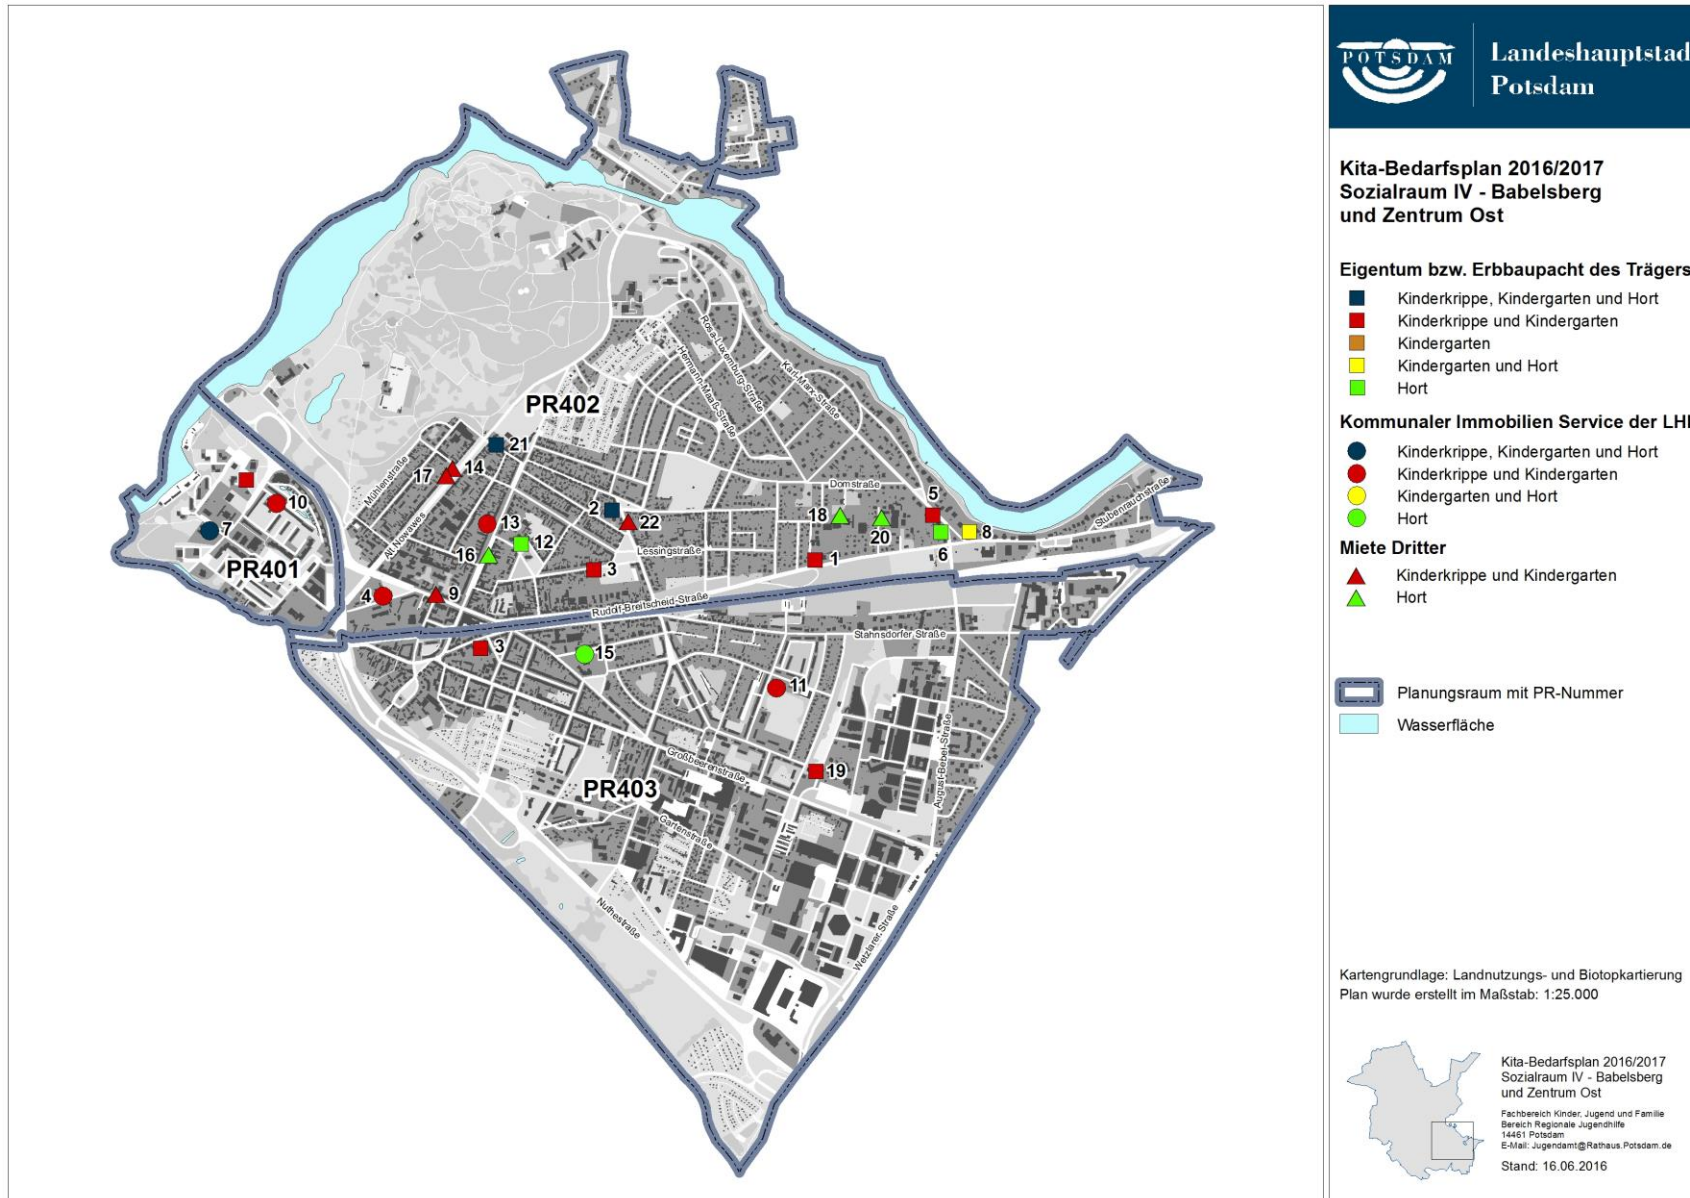 POTSDAM
Landeshauptstad
Potsdam
Kita-Bedarfsplan 2016/2017
Sozialraum IV - Babelsberg
und Zentrum Ost
Eigentum bzw. Erbbaupacht des Trägers
Kinderkrippe, Kindergarten und Hort
Kinderkrippe und Kindergarten
Kindergarten
Kindergarten und Hort
Hort
Kommunaler Immobilien Service der LH
Kinderkrippe, Kindergarten und Hort
Kinderkrippe und Kindergarten
Kindergarten und Hort
Hort
Miete Dritter
Kinderkrippe und Kindergarten
Hort
Planungsraum mit PR-Nummer
Wasserfläche
Kartengrundlage: Landnutzungs- und Biotopkartierung
Plan wurde erstellt im Maßstab: 1:25.000
Kita-Bedarfsplan 2016/2017
Sozialraum IV - Babelsberg
und Zentrum Ost
Fachbereich Kinder, Jugend und Familie
Bereich Regionale Jugendhilfe
14461 Potsdam
E-Mail: Jugendamt@Rathaus.Potsdam.de
Stand: 16.06.2016
PR402
Rosa-Luxemburg-Straße
Hermann-Maaß-Straße
Karl-Marx-Straße
21
14
17
Mühlenstraße
Alt Nowawes
10
7
PR401
13
12
16
2
22
Lessingstraße
3
Domstraße
18
20
5
6
8
Stubenrauchstraße
1
4
9
Rudolf-Breitscheid-Straße
3
15
Stahnsdorfer Straße
11
Großbeerenstraße
19
August-Bebel-Straße
PR403
Gartenstraße
Nuthestraße
Wetzlarer Straße